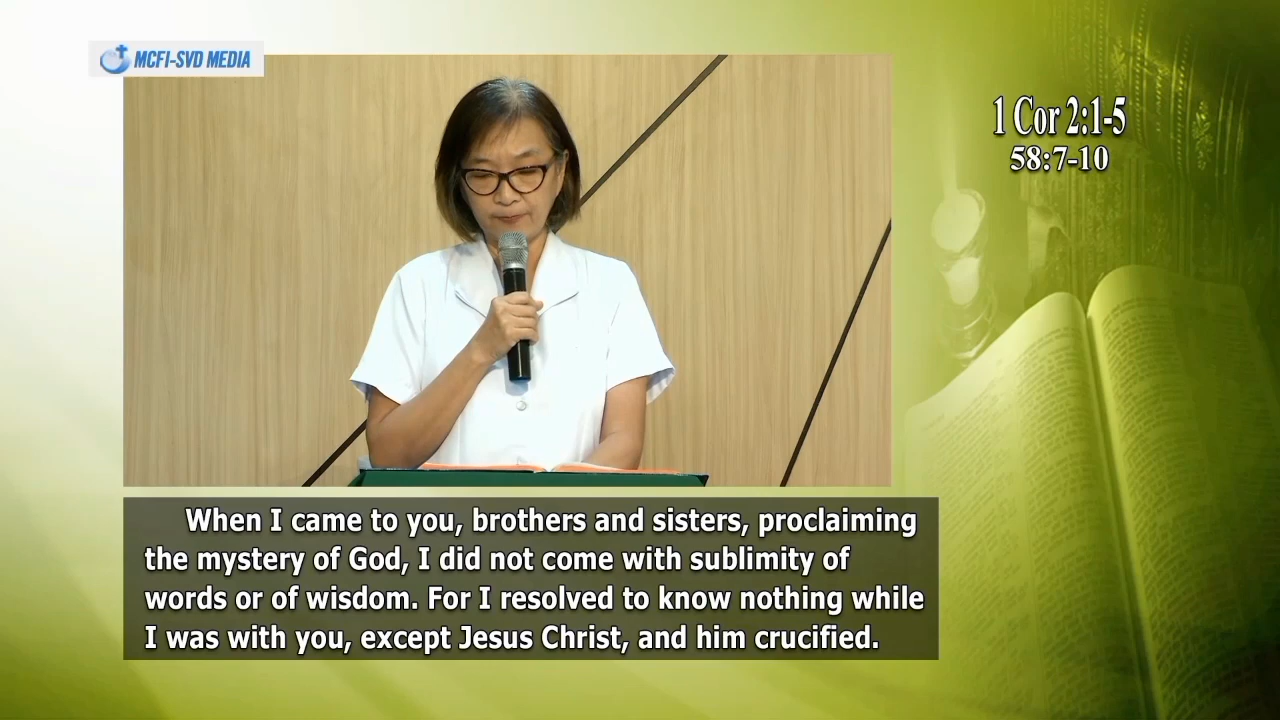 MCFI-SVD MEDIA
1 Cor 2:1-5
58:7-10
When I came to you, brothers and sisters, proclaiming
the mystery of God, I did not come with sublimity of
words or of wisdom. For I resolved to know nothing while
I was with you, except Jesus Christ, and him crucified.